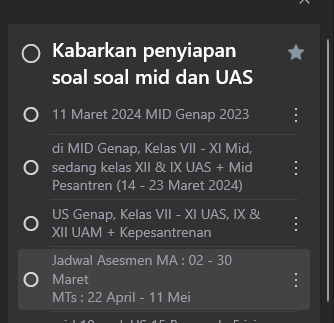 Kabarkan penyiapan
soal soal mid dan UAS
11 Maret 2024 MID Genap 2023
di MID Genap, Kelas VII - XI Mid,
sedang kelas XII & IX UAS + Mid
Pesantren (14 - 23 Maret 2024)
US Genap, Kelas VII - XI UAS, IX &
XII UAM + Kepesantrenan
Jadwal Asesmen MA : 02 - 30
Maret
MTs : 22 April - 11 Mei